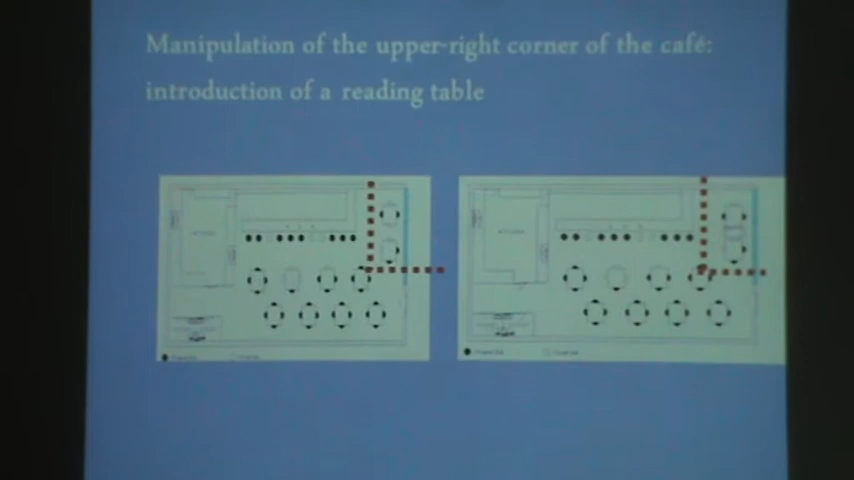 Manipulation of the upper-right corner of the café:
introduction of a reading table